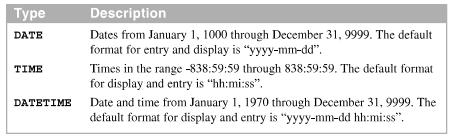 Type Description
DATE Dates from January 1, 1000 through December 31, 9999. The default
format for entry and display is “yyyy-mm-dd”.
TIME Times in the range -838:59:59 through 838:59:59. The default format
for display and entry is “hh:mi:ss”.
DATETIME Date and time from January 1, 1970 through December 31, 9999. The
default format for display and entry is “yyyy-mm-dd hh:mi:ss”.